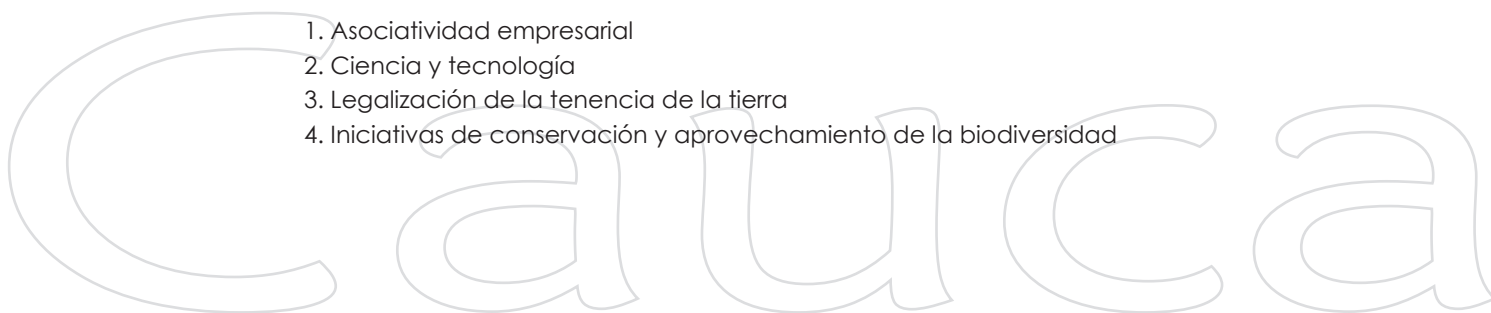 1. Asociatividad empresarial
2. Ciencia y tecnología
3. Legalización de la tenencia de la tierra
4. Iniciativas de conservación y aprovechamiento de la biodiversidad
Cauca